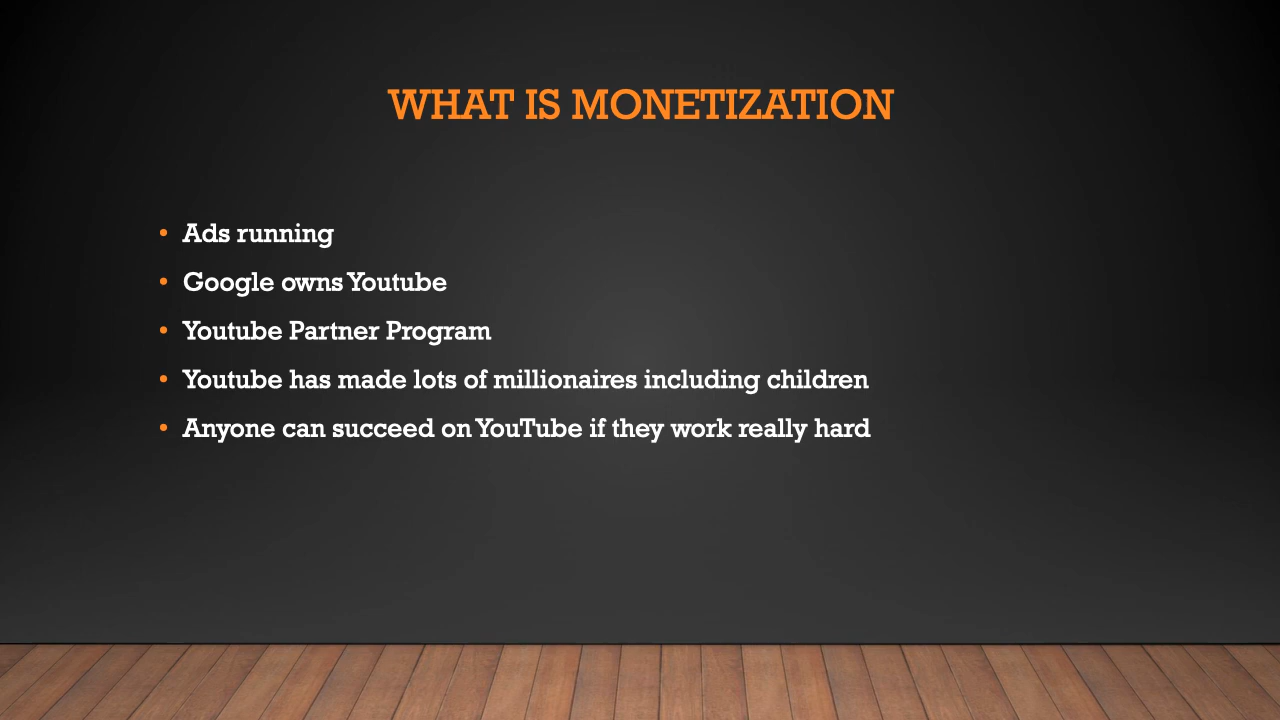 WHAT IS MONETIZATION
• Ads running
• Google owns Youtube
• Youtube Partner Program
• Youtube has made lots of millionaires including children
• Anyone can succeed on YouTube if they work really hard